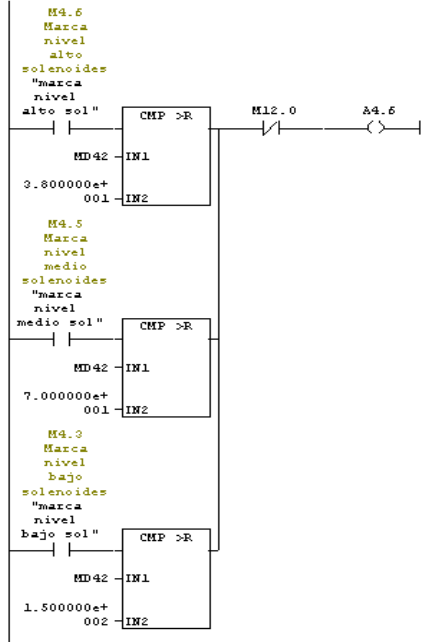 M4.6
Marca
nivel
alto
solenoides
"marca
nivel
alto sol"
CMP >R
M12.0
A4.6
MD42
IN1
3.800000e+
001
IN2
M4.5
Marca
nivel
medio
solenoides
"marca
nivel
medio sol"
CMP >R
MD42
IN1
7.000000e+
001
IN2
M4.3
Marca
nivel
bajo
solenoides
"marca
nivel
bajo sol"
CMP >R
MD42
IN1
1.500000e+
002
IN2